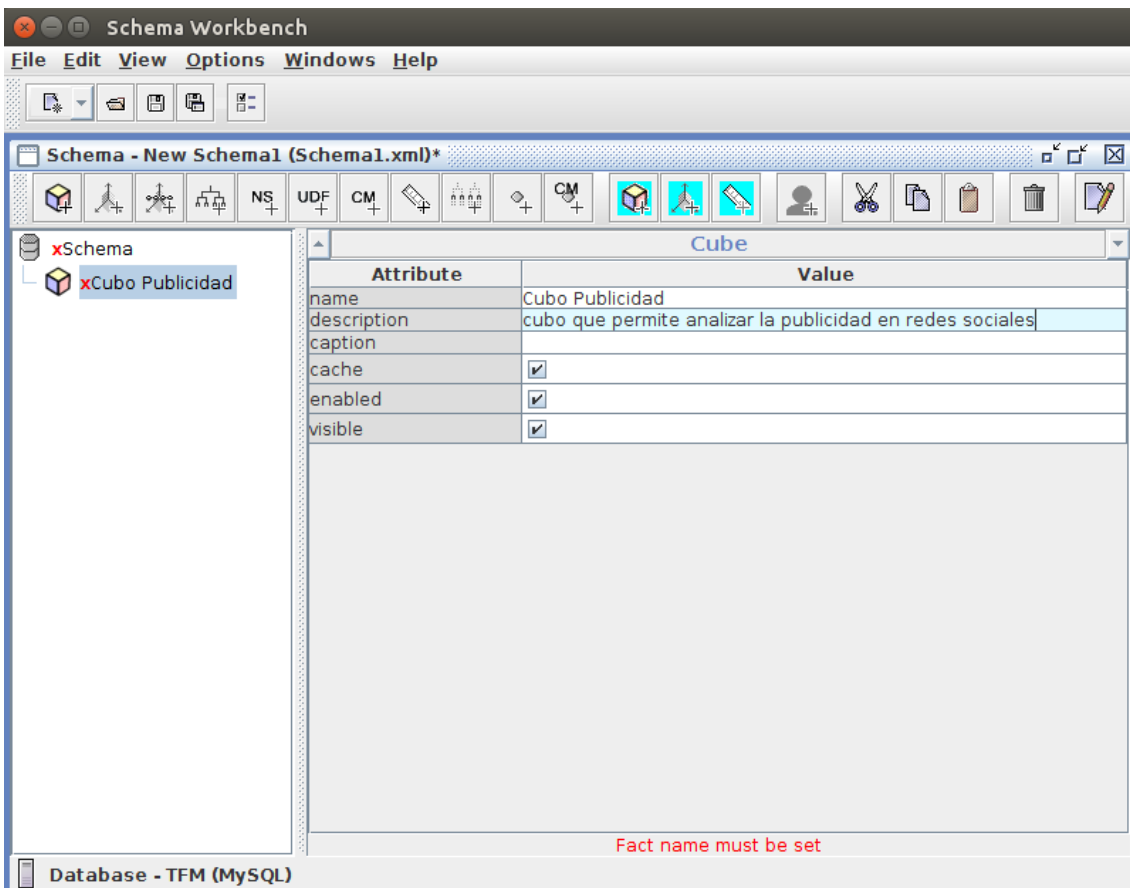 Schema Workbench
File Edit View Options Windows Help
Schema - New Schema1 (Schema1.xml)*
NS UDF CM CM
xSchema
xCubo Publicidad
Cube
Attribute Value
name Cubo Publicidad
description cubo que permite analizar la publicidad en redes sociales
caption
cache
enabled
visible
Fact name must be set
Database - TFM (MySQL)